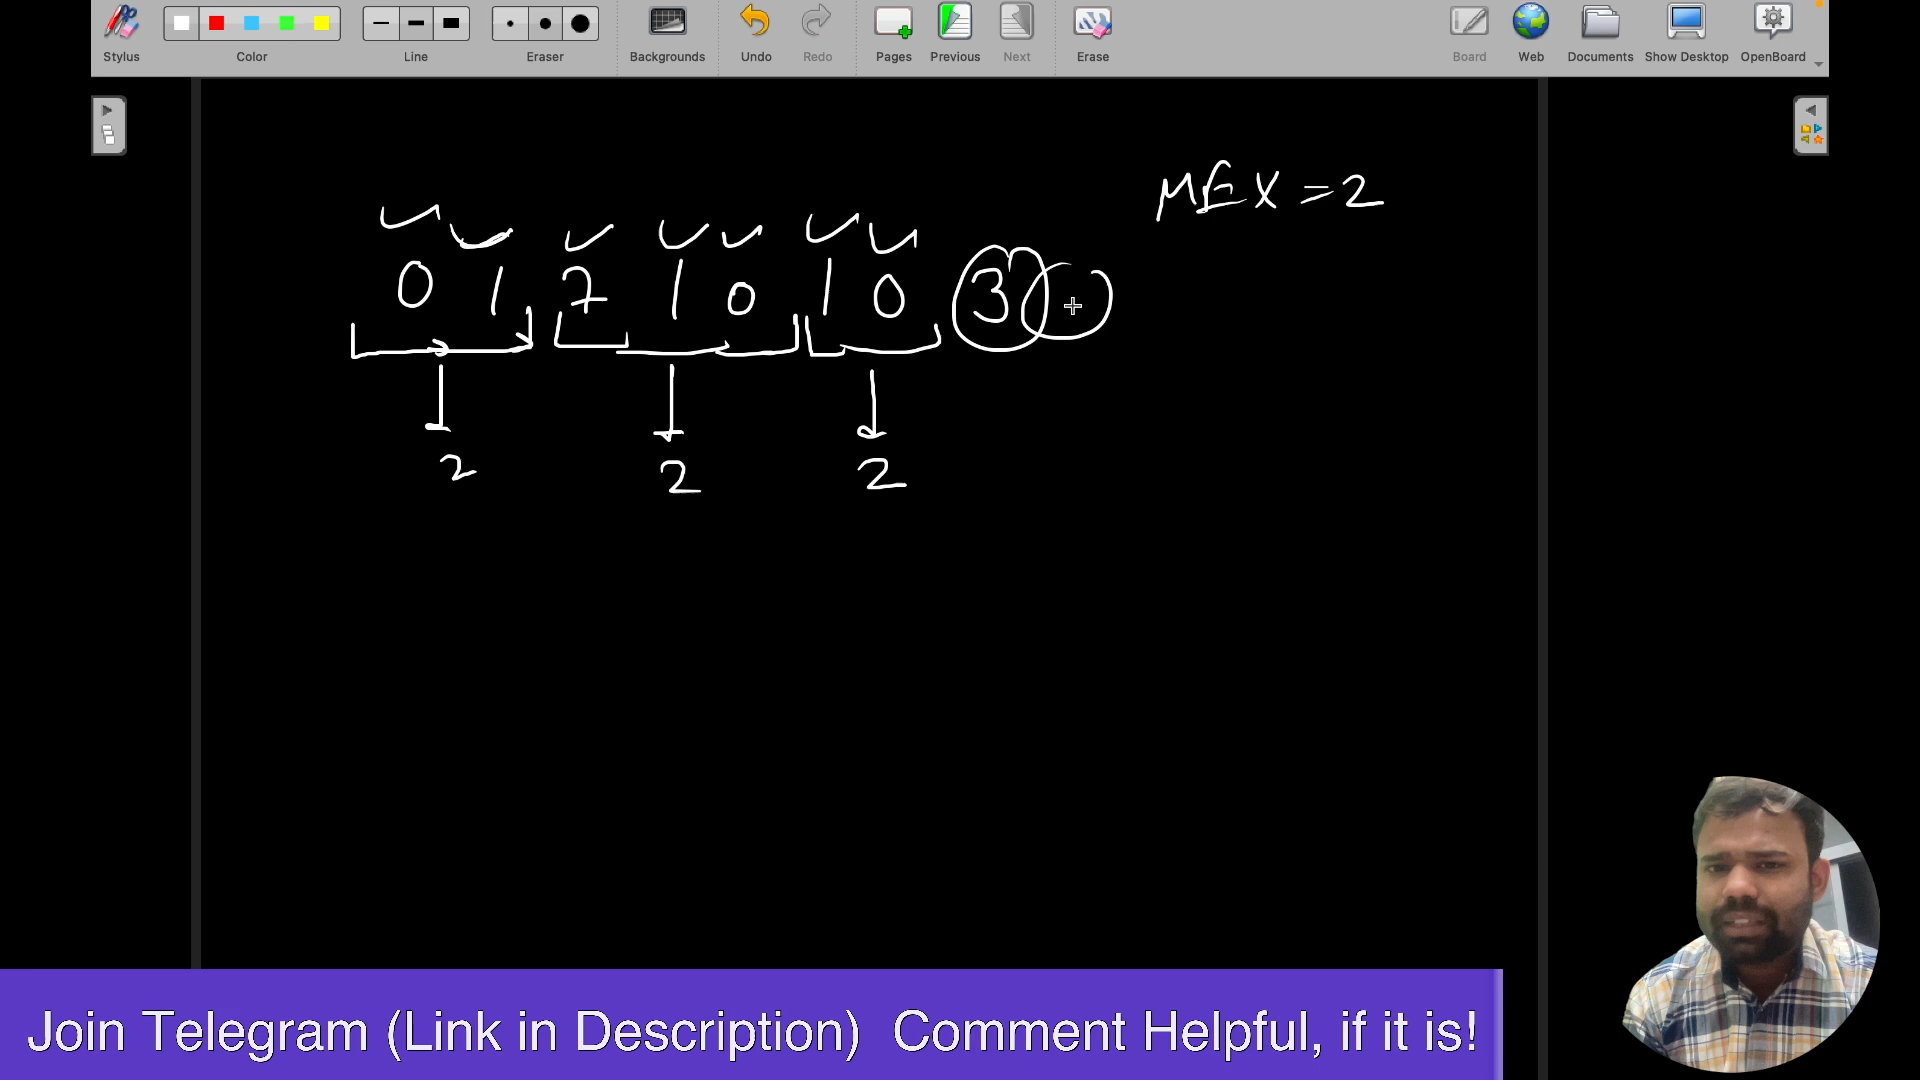 Stylus Color Line Eraser Backgrounds Undo Redo Pages Previous Next Erase Board Web Documents Show Desktop OpenBoard
MEX = 2
0 1 7 1 0 1 0 3
2 2 2
Join Telegram (Link in Description) Comment Helpful, if it is!